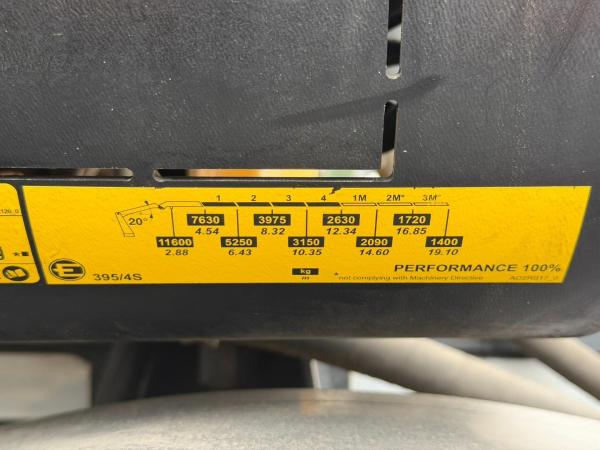 1 2 3 4 1M 2M* 3M*
20°
7630 3975 2630 1720
4.54 8.32 12.34 16.85
11600 5250 3150 2090 1400
2.88 6.43 10.35 14.60 19.10
E 395/4S
kg
m
PERFORMANCE 100%
*not complying with Machinery Directive